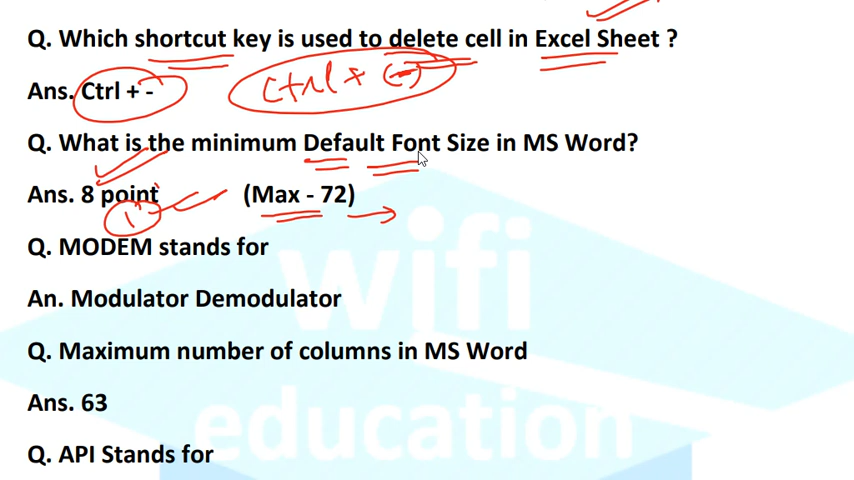 Q. Which shortcut key is used to delete cell in Excel Sheet ?
Ans. Ctrl + -
Ctrl + (-)
Q. What is the minimum Default Font Size in MS Word?
Ans. 8 point (Max - 72)
1
Q. MODEM stands for
An. Modulator Demodulator
Q. Maximum number of columns in MS Word
Ans. 63
Q. API Stands for
wifi
education